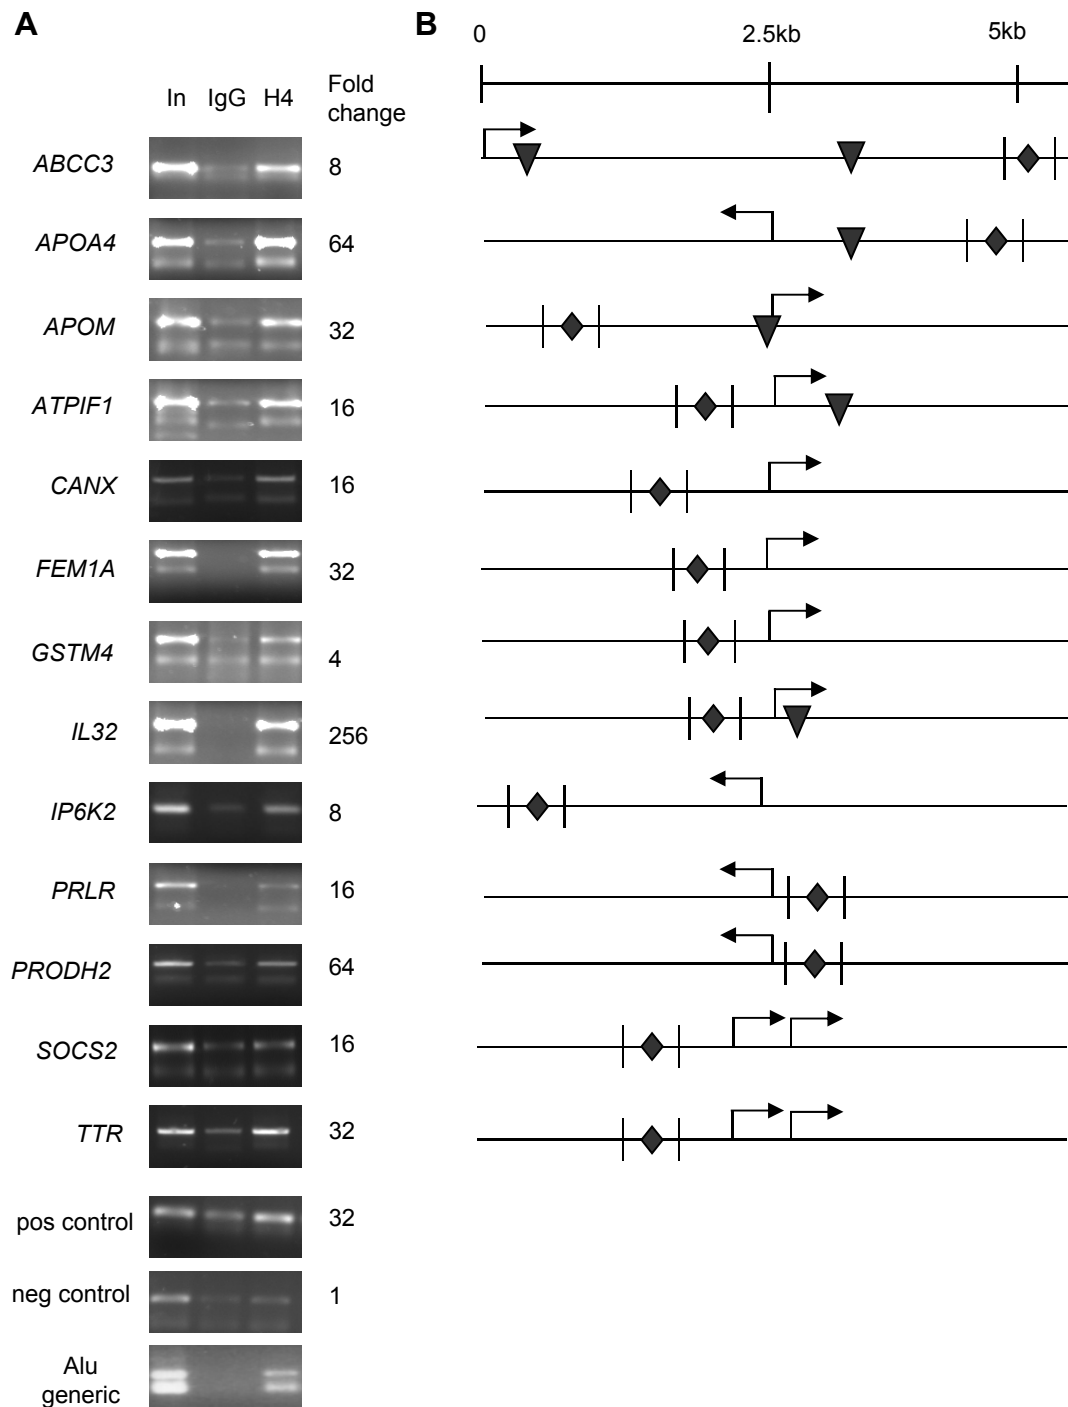 A
B
0 2.5kb 5kb
In IgG H4 Fold change
ABCC3 8
APOA4 64
APOM 32
ATPIF1 16
CANX 16
FEM1A 32
GSTM4 4
IL32 256
IP6K2 8
PRLR 16
PRODH2 64
SOCS2 16
TTR 32
pos control 32
neg control 1
Alu
generic